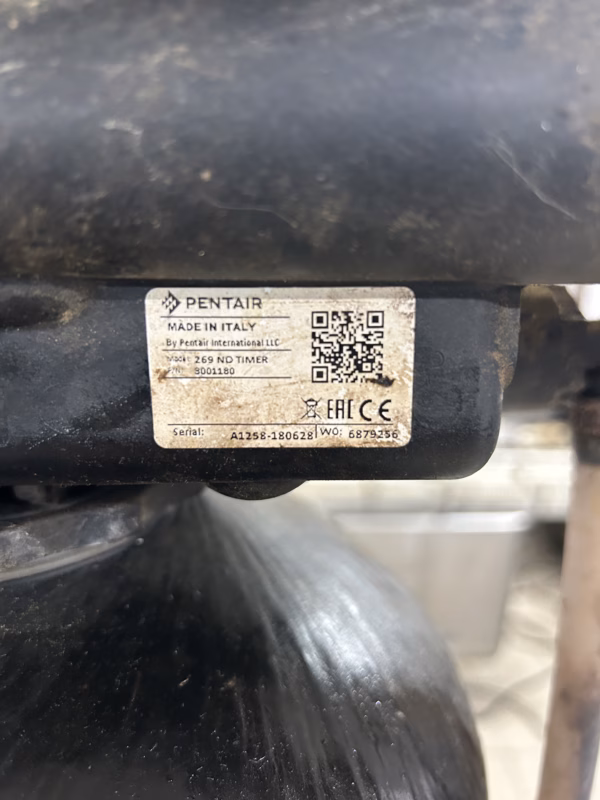 PENTAIR
MADE IN ITALY
By Pentair International LLC
Model: 269 ND TIMER
P/N: 3001180
EAC CE
Serial: A1258-180628 WO: 6879256